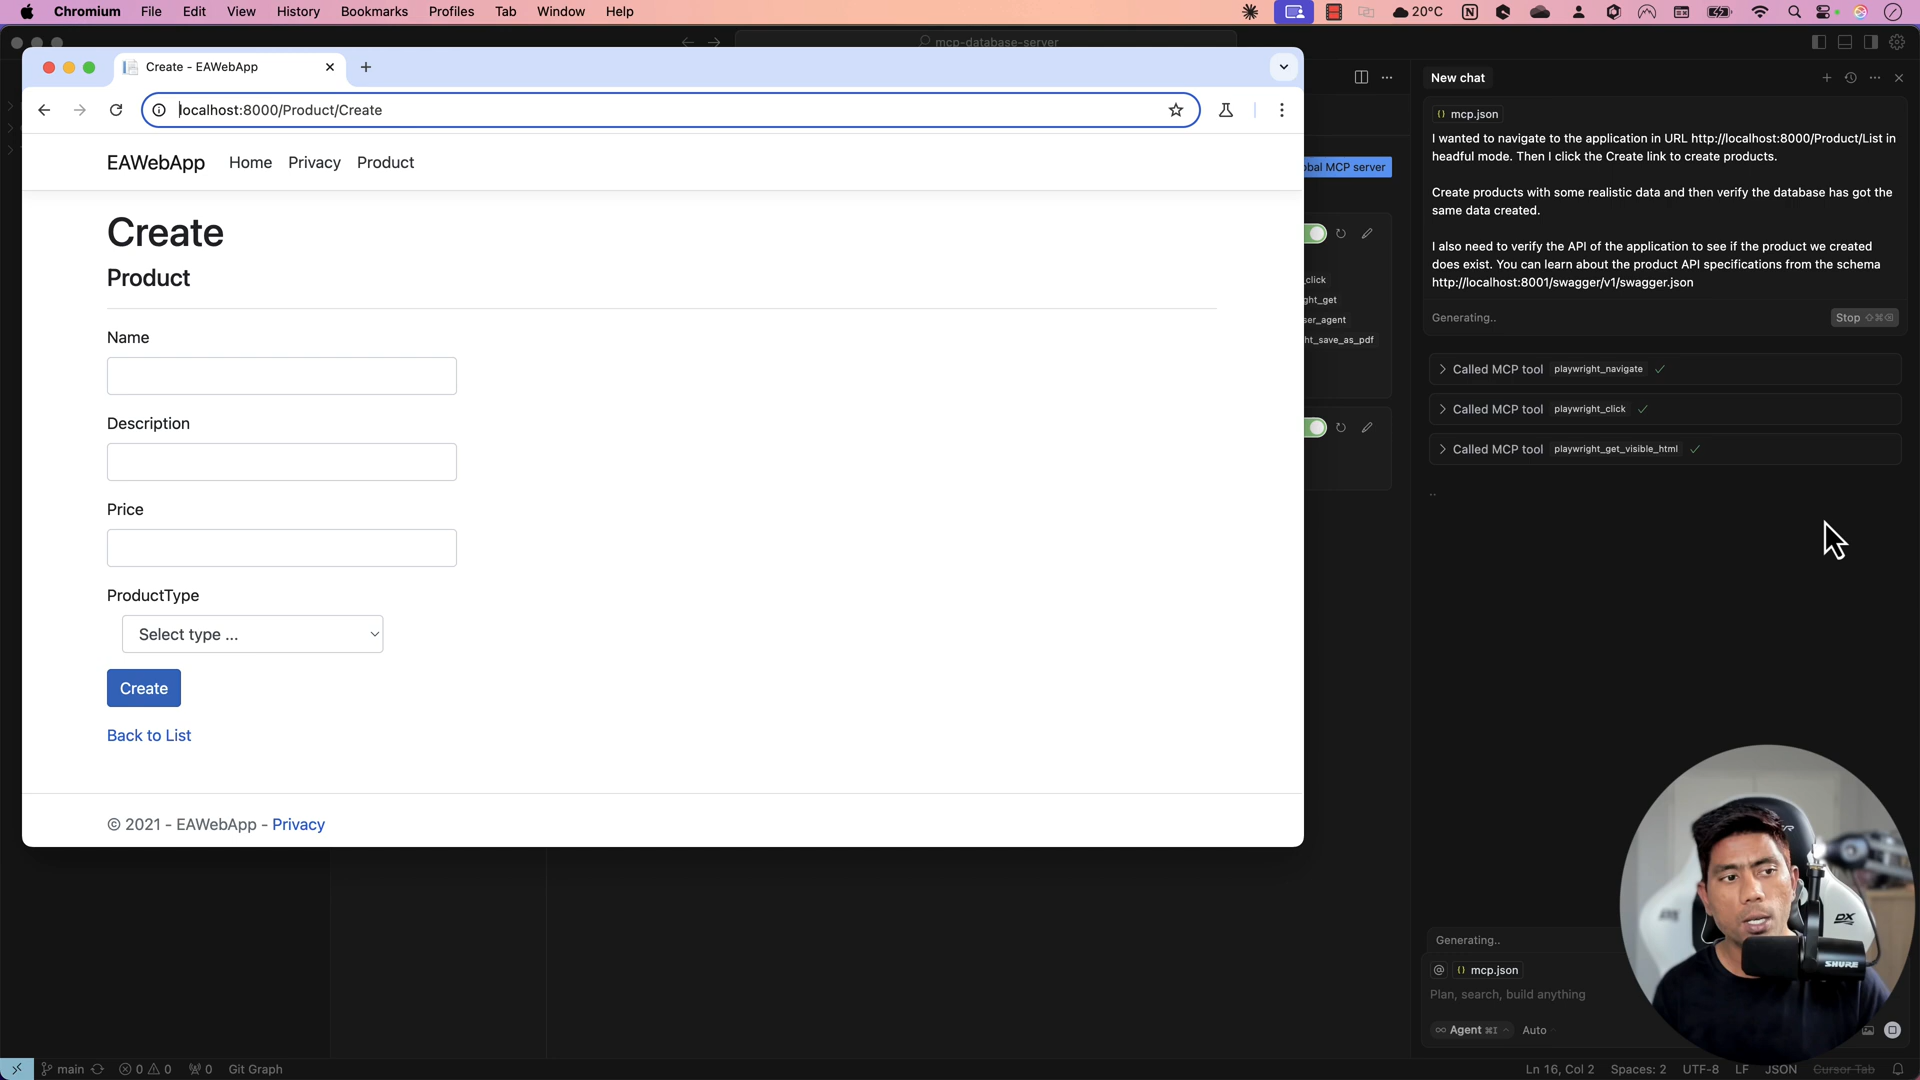 Chromium File Edit View History Bookmarks Profiles Tab Window Help
20°C
mcp-database-server
Create - EAWebApp
localhost:8000/Product/Create
EAWebApp Home Privacy Product
Create
Product
Name
Description
Price
ProductType
Select type ...
Create
Back to List
© 2021 - EAWebApp - Privacy
MCP server
click
ht_save_as_pdf
New chat
mcp.json
I wanted to navigate to the application in URL http://localhost:8000/Product/List in
headful mode. Then I click the Create link to create products.
Create products with some realistic data and then verify the database has got the
same data created.
I also need to verify the API of the application to see if the product we created
does exist. You can learn about the product API specifications from the schema
http://localhost:8001/swagger/v1/swagger.json
Generating..
Stop ⇧⌘⌫
Called MCP tool playwright_navigate
Called MCP tool playwright_click
Called MCP tool playwright_get_visible_html
Generating..
@ mcp.json
Plan, search, build anything
Agent ⌘I Auto
DX
SHURE
main 0 0 0 Git Graph
Ln 16, Col 2 Spaces: 2 UTF-8 LF JSON Cursor Tab